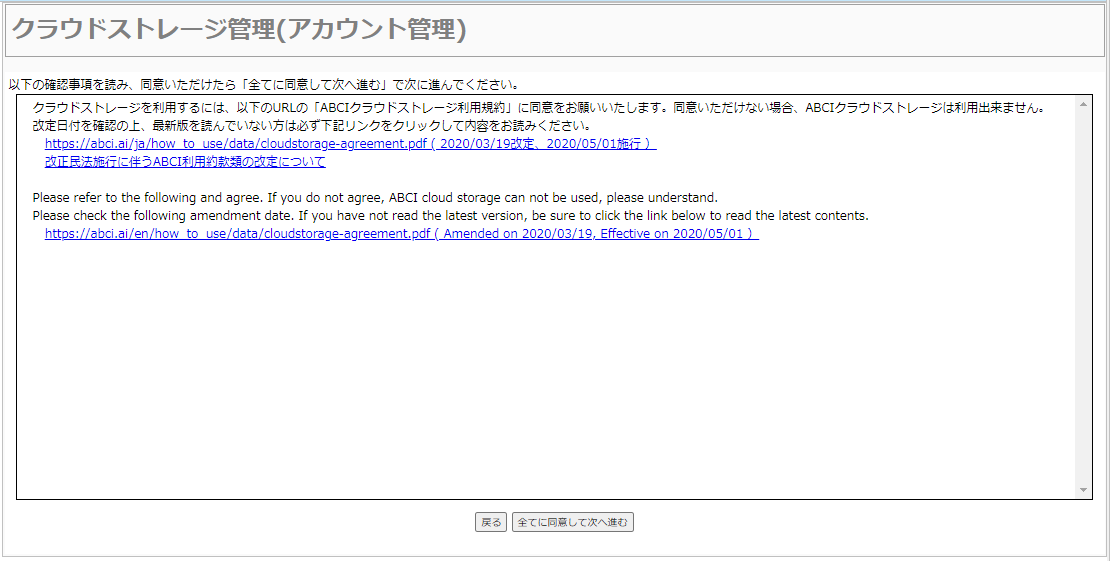 クラウドストレージ管理(アカウント管理)
以下の確認事項を読み、同意いただけたら「全てに同意して次へ進む」で次に進んでください。
クラウドストレージを利用するには、以下のURLの「ABCIクラウドストレージ利用規約」に同意をお願いいたします。同意いただけない場合、ABCIクラウドストレージは利用出来ません。
改定日付を確認の上、最新版を読んでいない方は必ず下記リンクをクリックして内容をお読みください。
https://abci.ai/ja/how_to_use/data/cloudstorage-agreement.pdf ( 2020/03/19改定、2020/05/01施行 )
改正民法施行に伴うABCI利用約款類の改定について
Please refer to the following and agree. If you do not agree, ABCI cloud storage can not be used, please understand.
Please check the following amendment date. If you have not read the latest version, be sure to click the link below to read the latest contents.
https://abci.ai/en/how_to_use/data/cloudstorage-agreement.pdf ( Amended on 2020/03/19, Effective on 2020/05/01 )
戻る 全てに同意して次へ進む